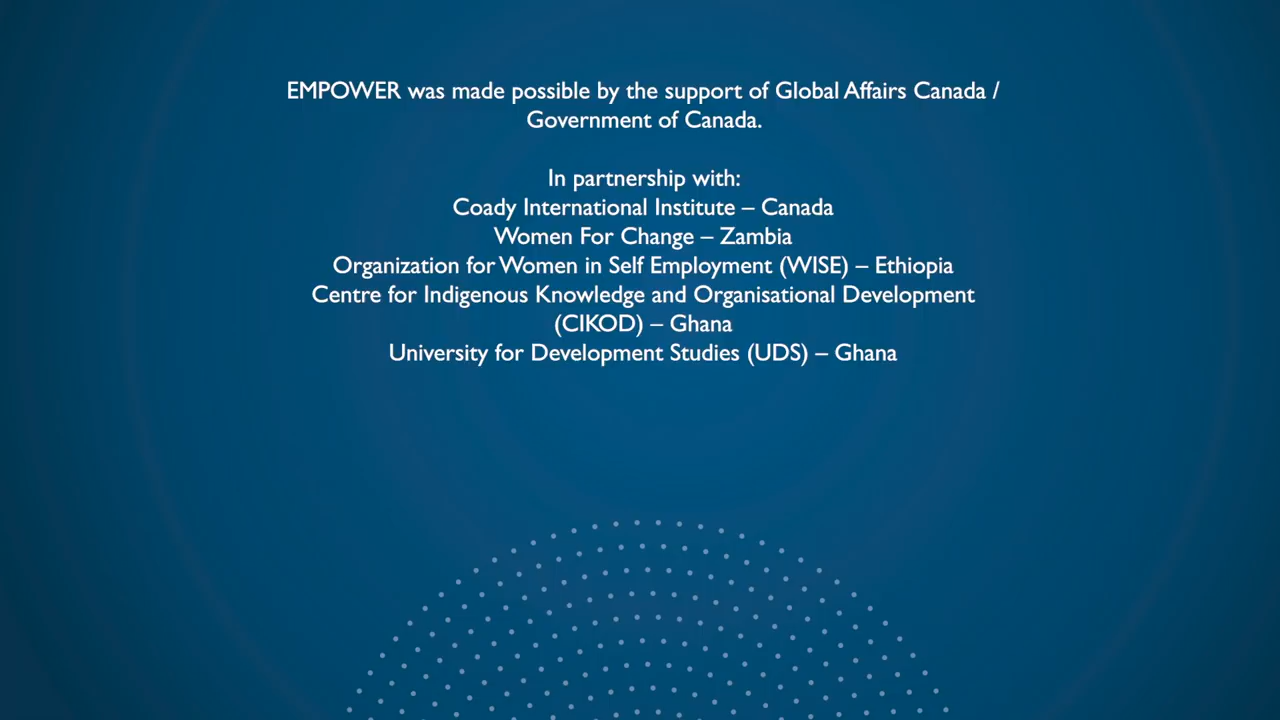 EMPOWER was made possible by the support of Global Affairs Canada /
Government of Canada.
In partnership with:
Coady International Institute – Canada
Women For Change – Zambia
Organization for Women in Self Employment (WISE) – Ethiopia
Centre for Indigenous Knowledge and Organisational Development
(CIKOD) – Ghana
University for Development Studies (UDS) – Ghana